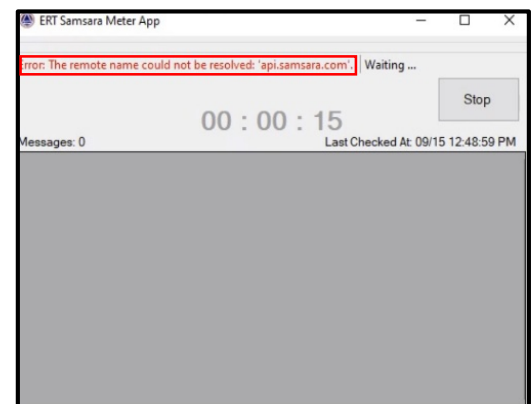 ERT Samsara Meter App
Error: The remote name could not be resolved: 'api.samsara.com'. Waiting ...
Stop
00 : 00 : 15
Messages: 0 Last Checked At: 09/15 12:48:59 PM